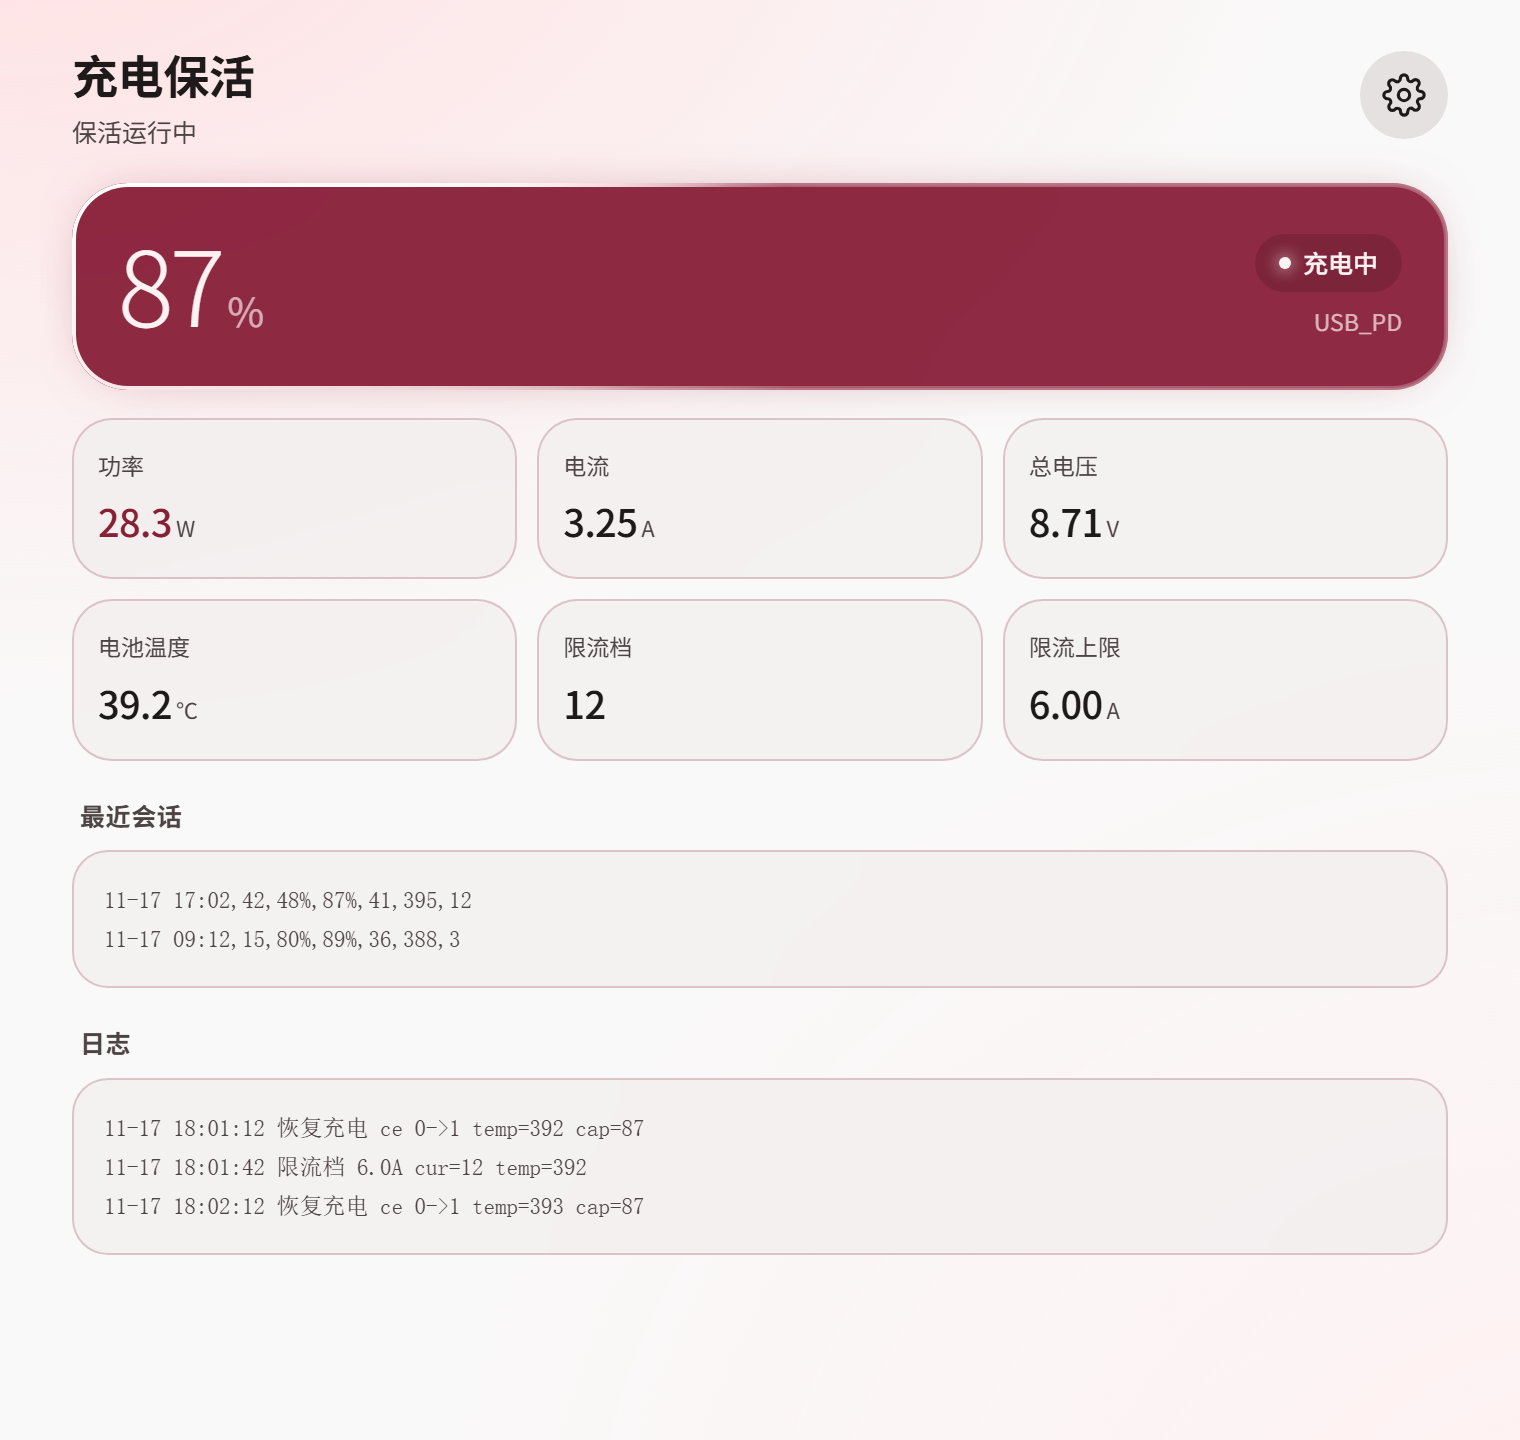 充电保活
保活运行中
87%
充电中
USB_PD
功率
28.3 W
电流
3.25 A
总电压
8.71 V
电池温度
39.2 °C
限流档
12
限流上限
6.00 A
最近会话
11-17 17:02,42,48%,87%,41,395,12
11-17 09:12,15,80%,89%,36,388,3
日志
11-17 18:01:12 恢复充电 ce 0->1 temp=392 cap=87
11-17 18:01:42 限流档 6.0A cur=12 temp=392
11-17 18:02:12 恢复充电 ce 0->1 temp=393 cap=87